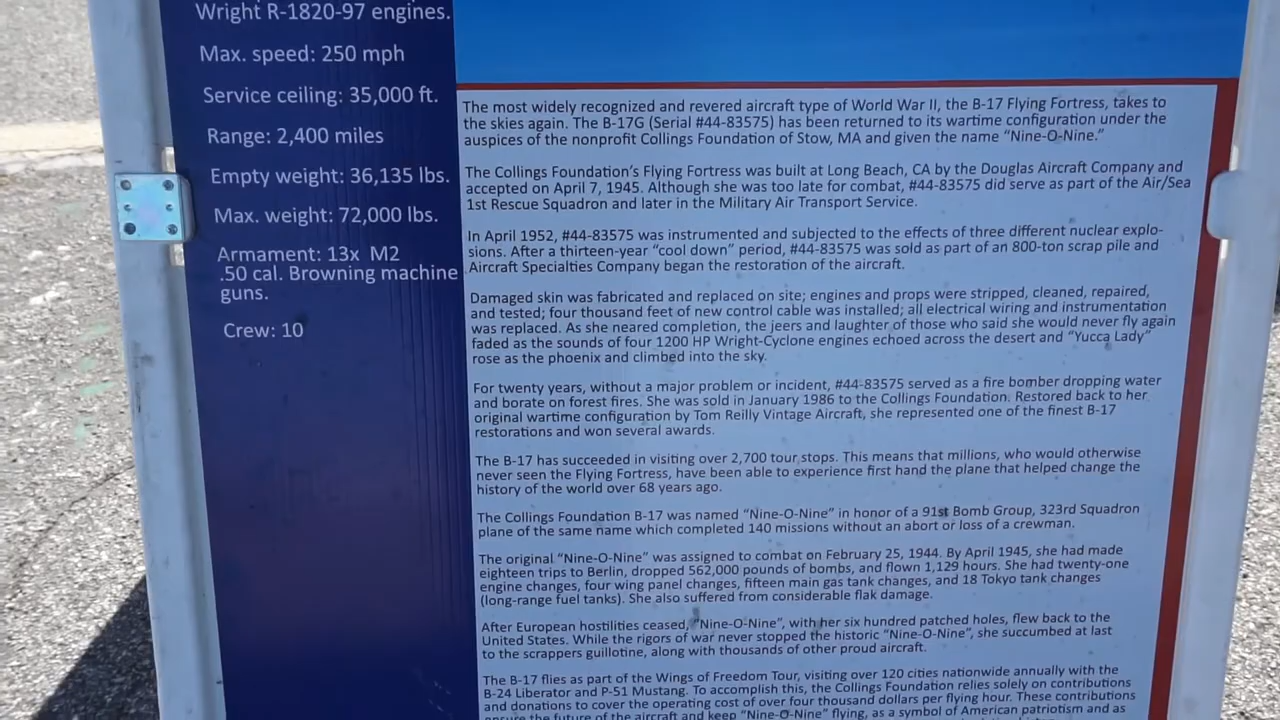 Wright R-1820-97 engines.
Max. speed: 250 mph
Service ceiling: 35,000 ft.
Range: 2,400 miles
Empty weight: 36,135 lbs.
Max. weight: 72,000 lbs.
Armament: 13x M2
.50 cal. Browning machine
guns.
Crew: 10
The most widely recognized and revered aircraft type of World War II, the B-17 Flying Fortress, takes to
the skies again. The B-17G (Serial #44-83575) has been returned to its wartime configuration under the
auspices of the nonprofit Collings Foundation of Stow, MA and given the name “Nine-O-Nine.”
The Collings Foundation’s Flying Fortress was built at Long Beach, CA by the Douglas Aircraft Company and
accepted on April 7, 1945. Although she was too late for combat, #44-83575 did serve as part of the Air/Sea
1st Rescue Squadron and later in the Military Air Transport Service.
In April 1952, #44-83575 was instrumented and subjected to the effects of three different nuclear explo-
sions. After a thirteen-year “cool down” period, #44-83575 was sold as part of an 800-ton scrap pile and
Aircraft Specialties Company began the restoration of the aircraft.
Damaged skin was fabricated and replaced on site; engines and props were stripped, cleaned, repaired,
and tested; four thousand feet of new control cable was installed; all electrical wiring and instrumentation
was replaced. As she neared completion, the jeers and laughter of those who said she would never fly again
faded as the sounds of four 1200 HP Wright-Cyclone engines echoed across the desert and “Yucca Lady”
rose as the phoenix and climbed into the sky.
For twenty years, without a major problem or incident, #44-83575 served as a fire bomber dropping water
and borate on forest fires. She was sold in January 1986 to the Collings Foundation. Restored back to her
original wartime configuration by Tom Reilly Vintage Aircraft, she represented one of the finest B-17
restorations and won several awards.
The B-17 has succeeded in visiting over 2,700 tour stops. This means that millions, who would otherwise
never seen the Flying Fortress, have been able to experience first hand the plane that helped change the
history of the world over 68 years ago.
The Collings Foundation B-17 was named “Nine-O-Nine” in honor of a 91st Bomb Group, 323rd Squadron
plane of the same name which completed 140 missions without an abort or loss of a crewman.
The original “Nine-O-Nine” was assigned to combat on February 25, 1944. By April 1945, she had made
eighteen trips to Berlin, dropped 562,000 pounds of bombs, and flown 1,129 hours. She had twenty-one
engine changes, four wing panel changes, fifteen main gas tank changes, and 18 Tokyo tank changes
(long-range fuel tanks). She also suffered from considerable flak damage.
After European hostilities ceased, “Nine-O-Nine”, with her six hundred patched holes, flew back to the
United States. While the rigors of war never stopped the historic “Nine-O-Nine”, she succumbed at last
to the scrappers guillotine, along with thousands of other proud aircraft.
The B-17 flies as part of the Wings of Freedom Tour, visiting over 120 cities nationwide annually with the
B-24 Liberator and P-51 Mustang. To accomplish this, the Collings Foundation relies solely on contributions
and donations to cover the operating cost of over four thousand dollars per flying hour. These contributions
ensure the future of the aircraft and keep “Nine-O-Nine” flying, as a symbol of American patriotism and as